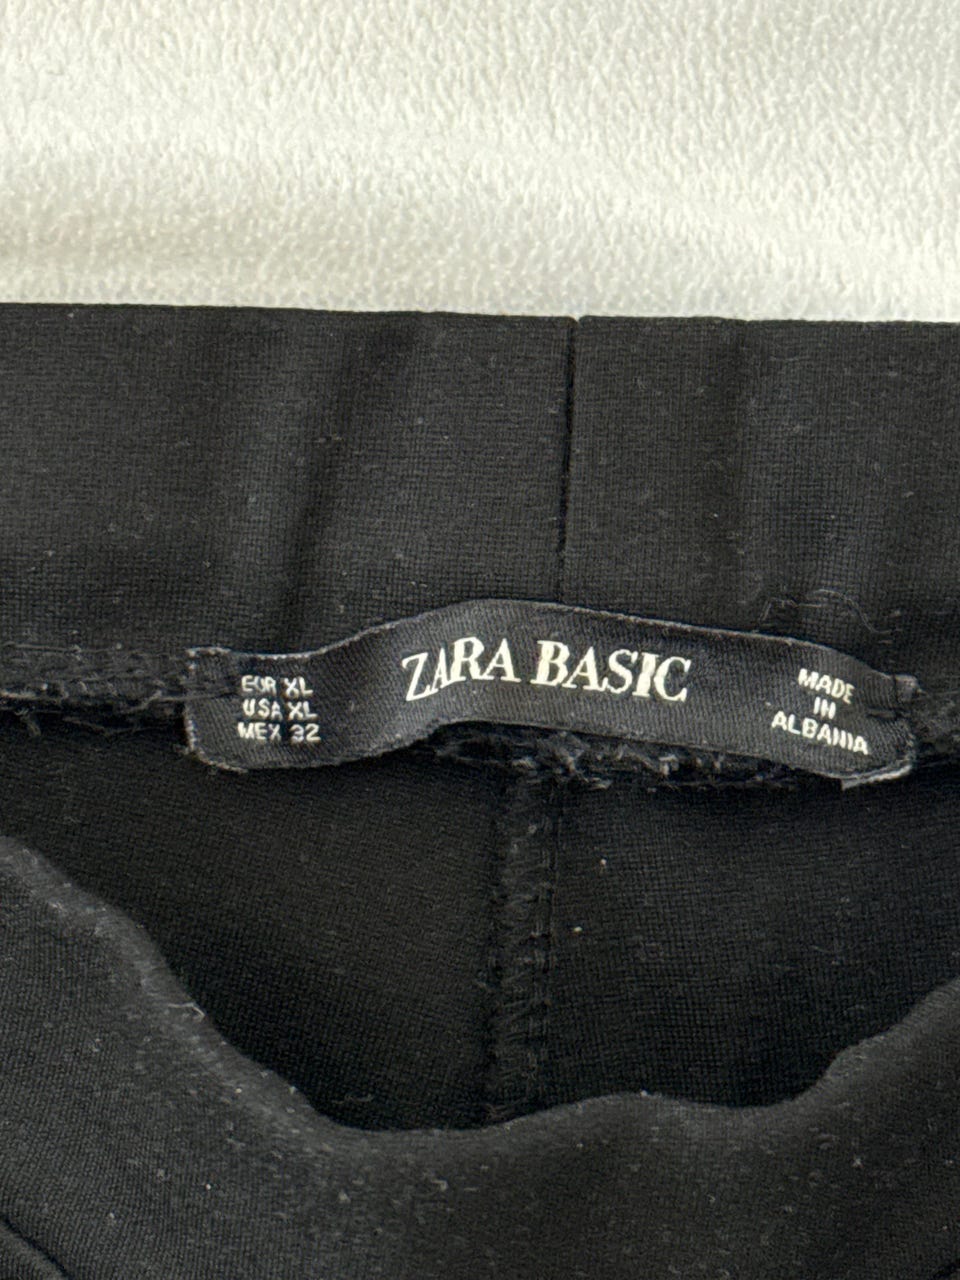 EUR XL
USA XL
MEX 32
ZARA BASIC
MADE
IN
ALBANIA